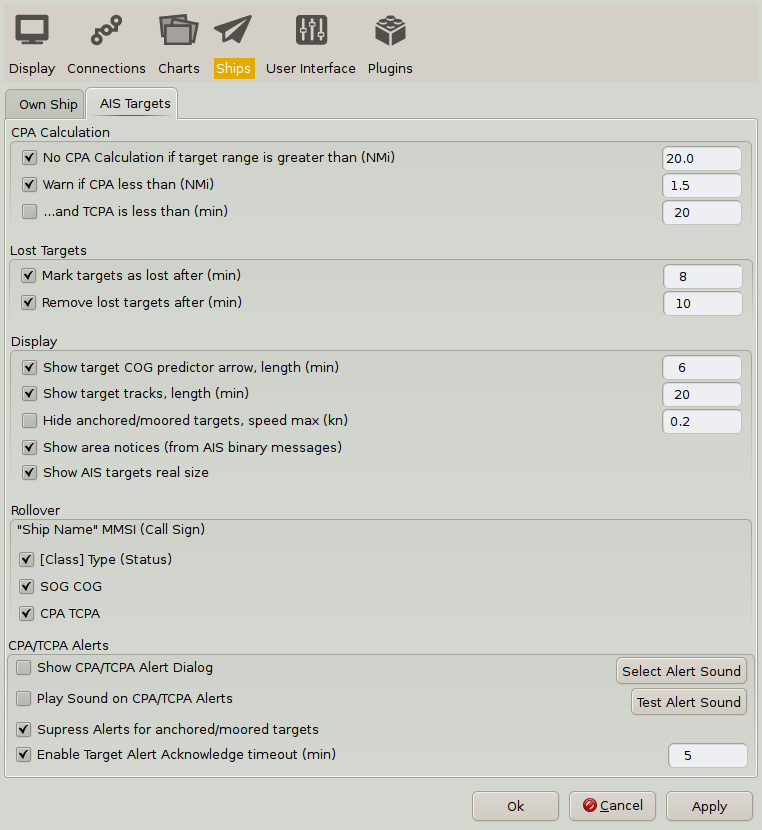 Display Connections Charts Ships User Interface Plugins
Own Ship AIS Targets
CPA Calculation
No CPA Calculation if target range is greater than (NMi) 20.0
Warn if CPA less than (NMi) 1.5
...and TCPA is less than (min) 20
Lost Targets
Mark targets as lost after (min) 8
Remove lost targets after (min) 10
Display
Show target COG predictor arrow, length (min) 6
Show target tracks, length (min) 20
Hide anchored/moored targets, speed max (kn) 0.2
Show area notices (from AIS binary messages)
Show AIS targets real size
Rollover
"Ship Name" MMSI (Call Sign)
[Class] Type (Status)
SOG COG
CPA TCPA
CPA/TCPA Alerts
Show CPA/TCPA Alert Dialog Select Alert Sound
Play Sound on CPA/TCPA Alerts Test Alert Sound
Supress Alerts for anchored/moored targets
Enable Target Alert Acknowledge timeout (min) 5
Ok Cancel Apply